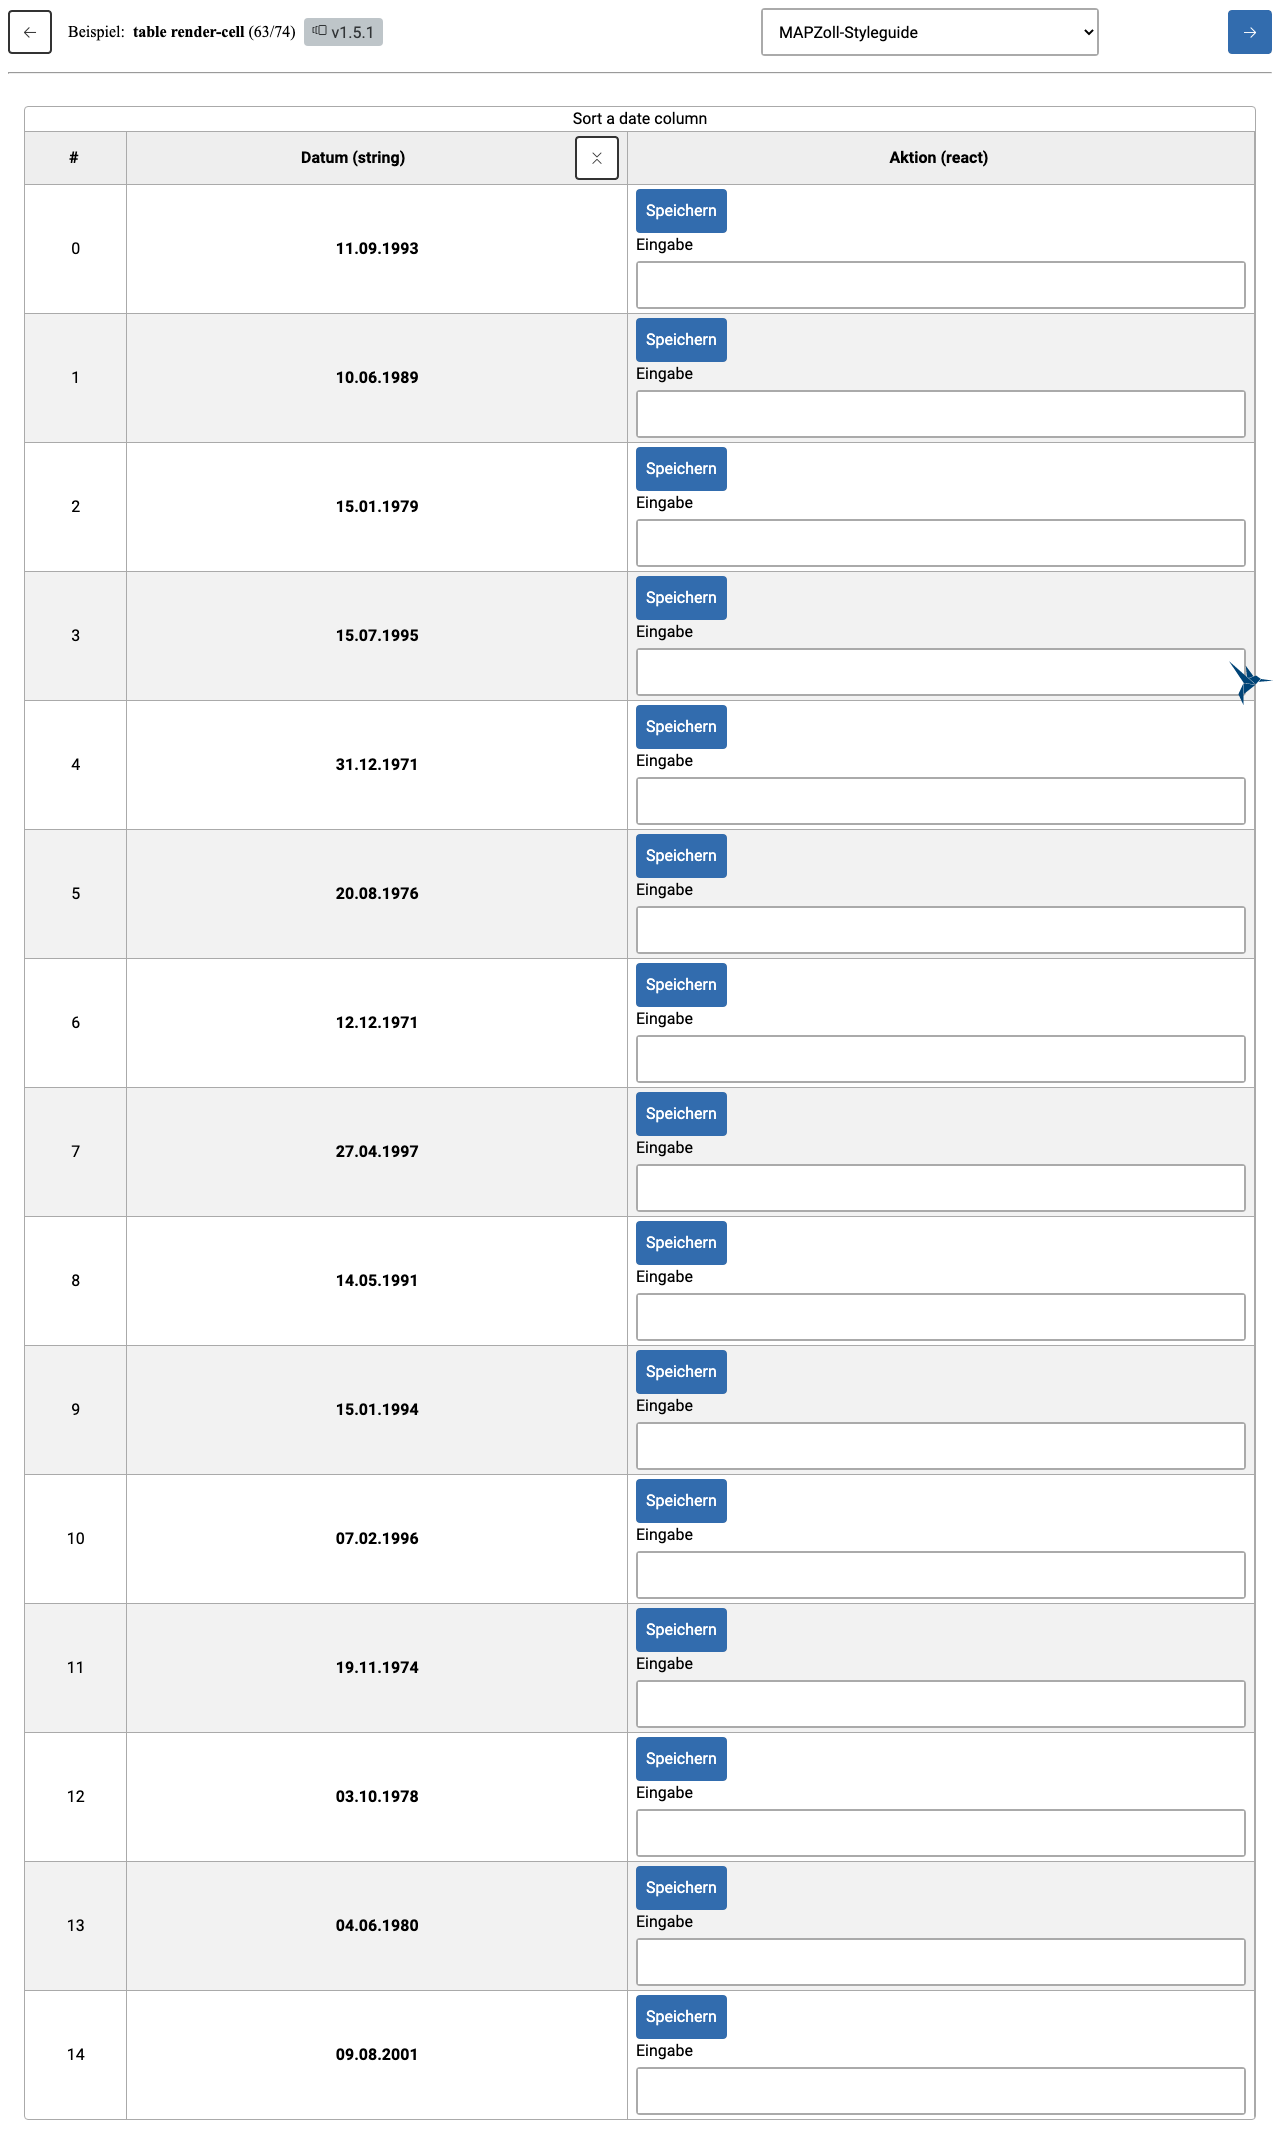 Beispiel: table render-cell (63/74) v1.5.1 MAPZoll-Styleguide
Sort a date column
# Datum (string) Aktion (react)
Speichern
0 11.09.1993 Eingabe
Speichern
1 10.06.1989 Eingabe
Speichern
2 15.01.1979 Eingabe
Speichern
3 15.07.1995 Eingabe
Speichern
4 31.12.1971 Eingabe
Speichern
5 20.08.1976 Eingabe
Speichern
6 12.12.1971 Eingabe
Speichern
7 27.04.1997 Eingabe
Speichern
8 14.05.1991 Eingabe
Speichern
9 15.01.1994 Eingabe
Speichern
10 07.02.1996 Eingabe
Speichern
11 19.11.1974 Eingabe
Speichern
12 03.10.1978 Eingabe
Speichern
13 04.06.1980 Eingabe
Speichern
14 09.08.2001 Eingabe